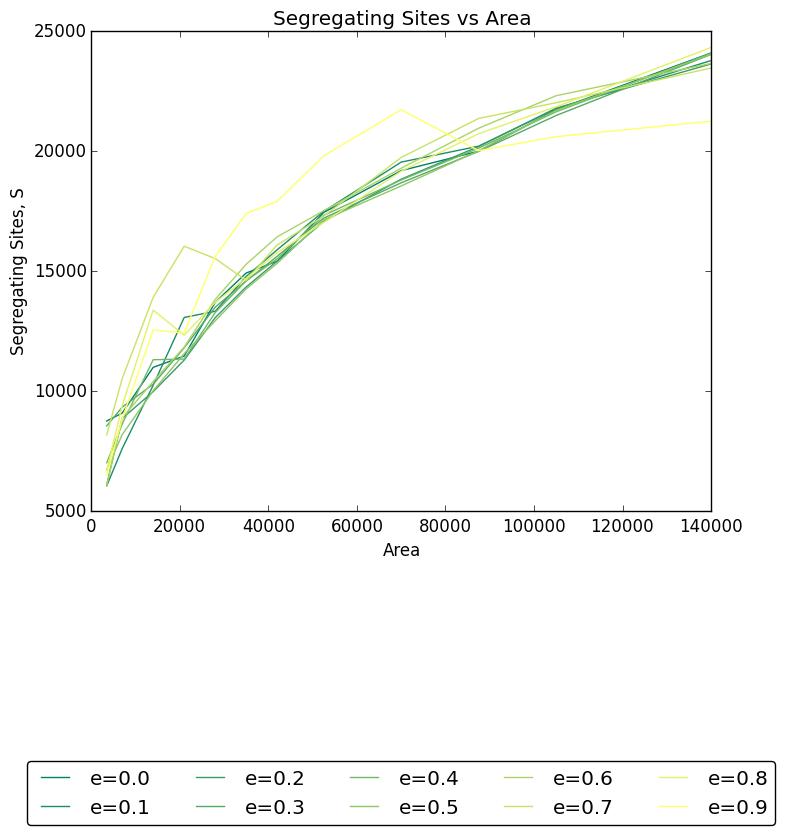 Segregating Sites vs Area
25000
20000
15000
10000
5000
Segregating Sites, S
0 20000 40000 60000 80000 100000 120000 140000
Area
e=0.0 e=0.2 e=0.4 e=0.6 e=0.8
e=0.1 e=0.3 e=0.5 e=0.7 e=0.9